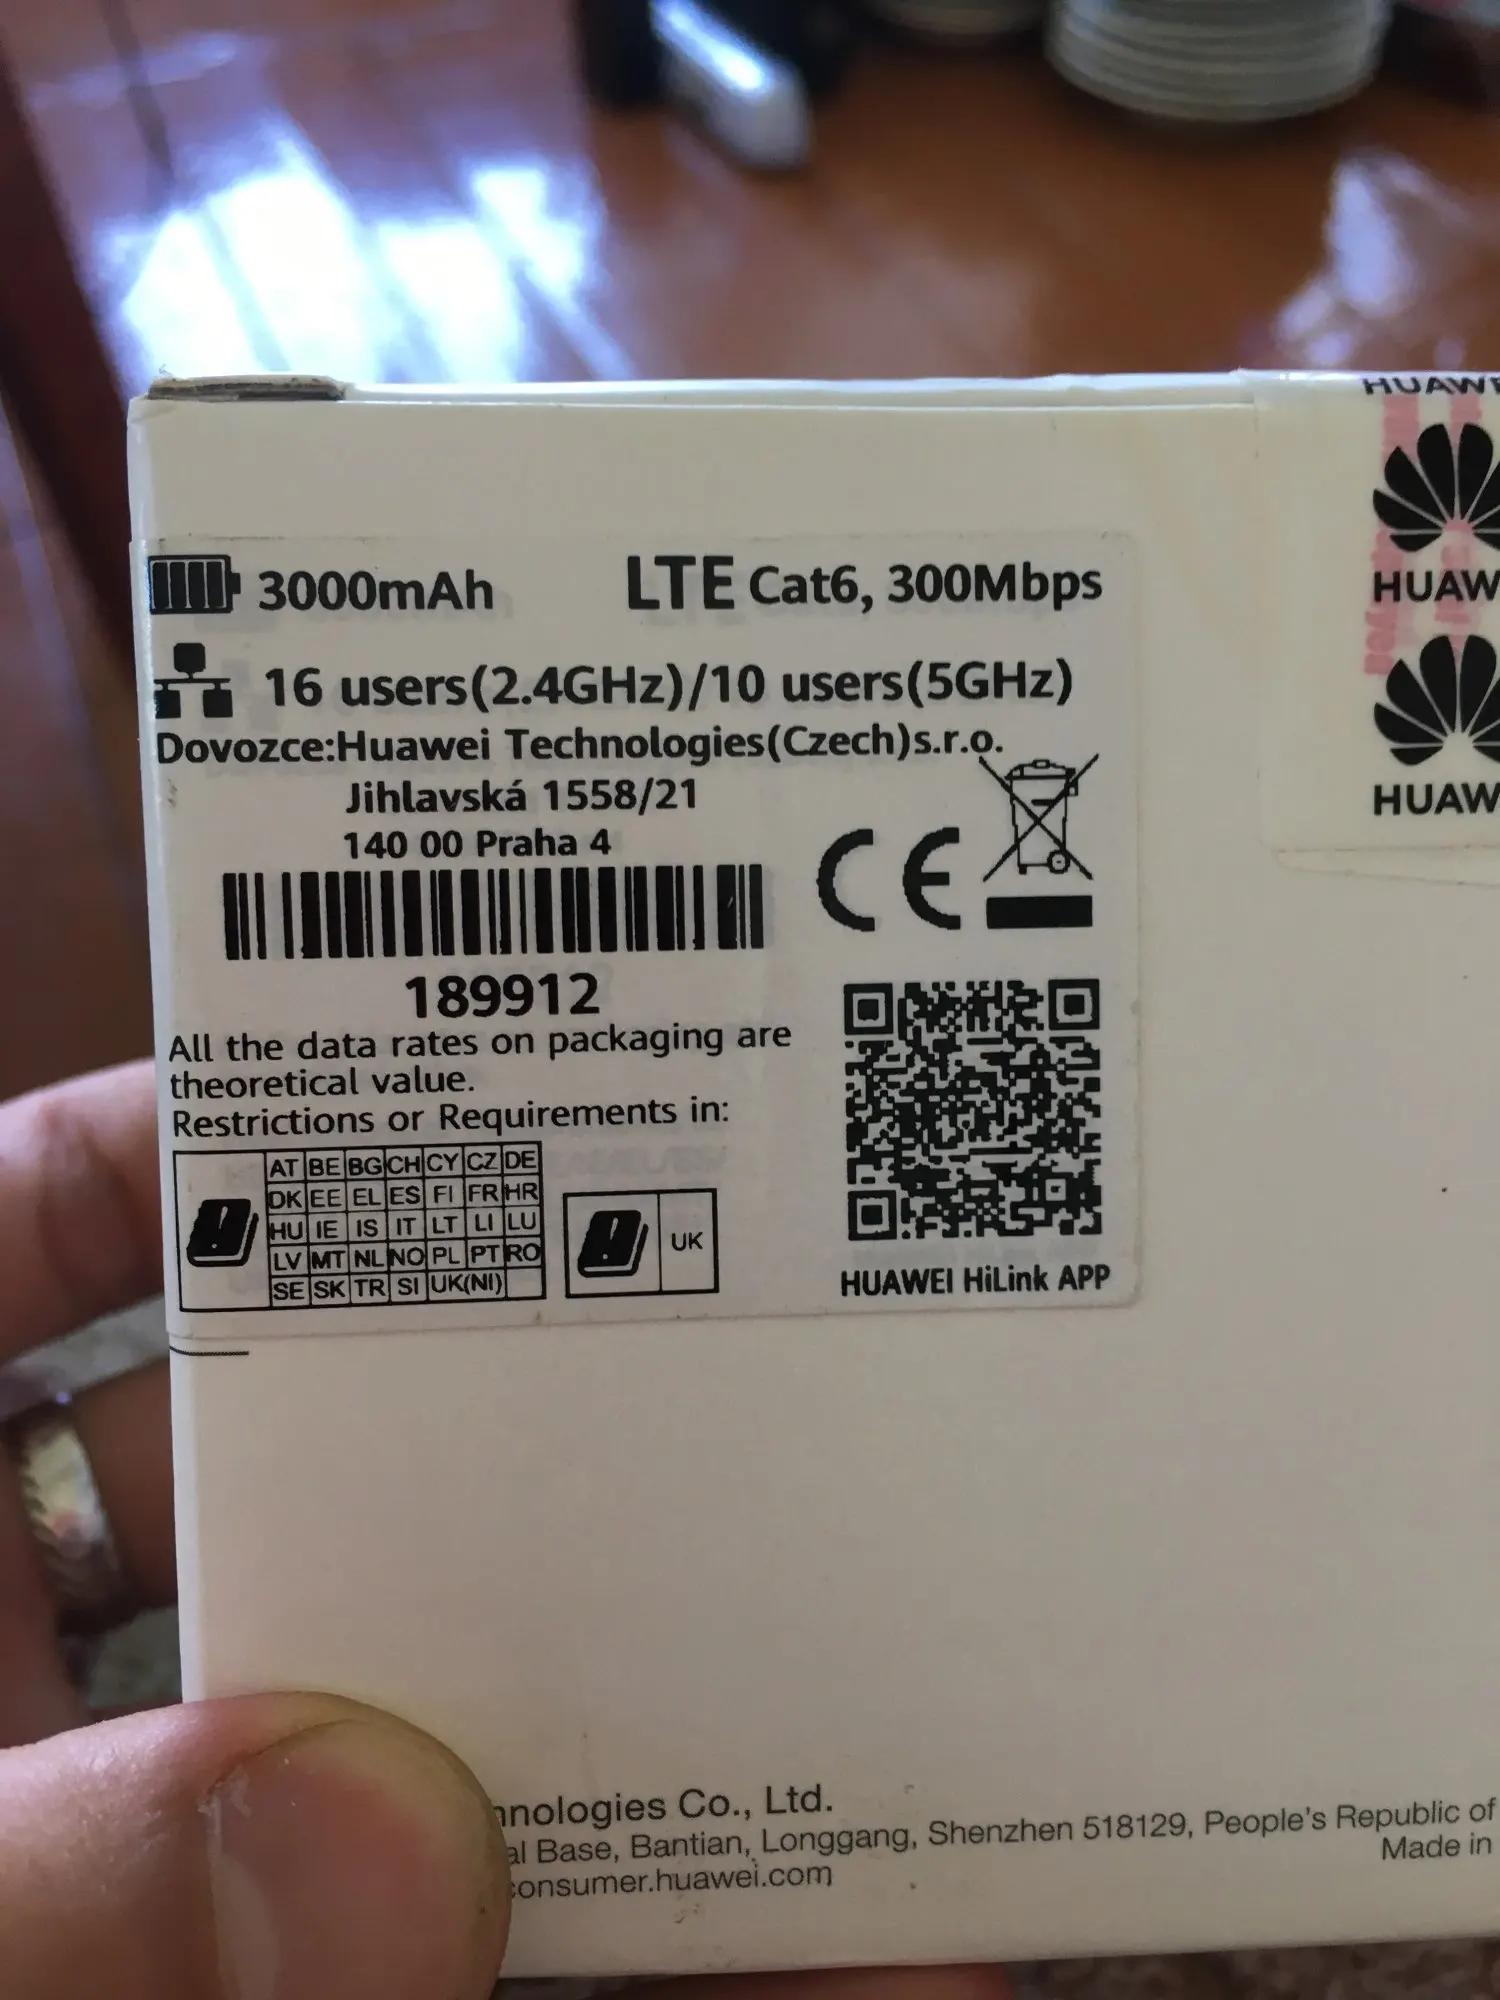 HUAWE
HUAW
HUAW
3000mAh LTE Cat6, 300Mbps
16 users(2.4GHz)/10 users(5GHz)
Dovozce:Huawei Technologies(Czech)s.r.o.
Jihlavská 1558/21
140 00 Praha 4
CE
189912
All the data rates on packaging are
theoretical value.
Restrictions or Requirements in:
AT BE BG CH CY CZ DE
DK EE EL ES FI FR HR
HU IE IS IT LT LI LU
LV MT NL NO PL PT RO
SE SK TR SI UK(NI)
UK
HUAWEI HiLink APP
nnologies Co., Ltd.
al Base, Bantian, Longgang, Shenzhen 518129, People's Republic of
Made in
consumer.huawei.com